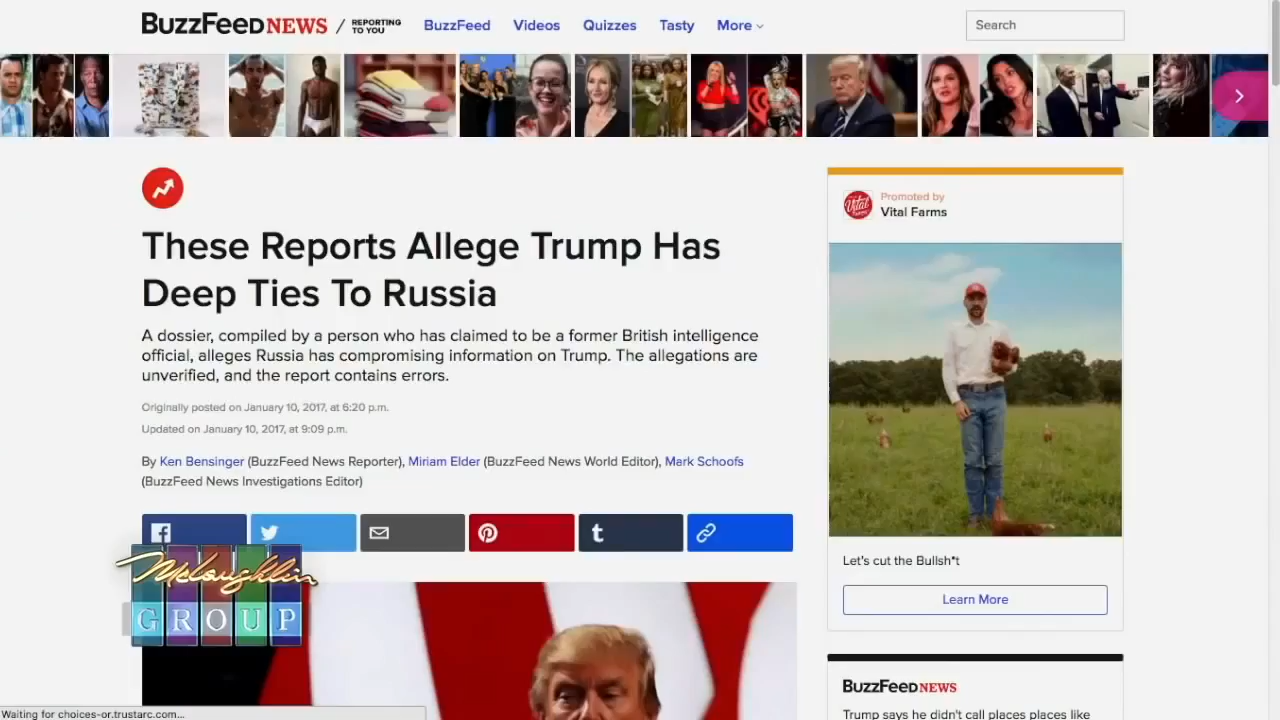 BuzzFeed NEWS / REPORTING TO YOU
BuzzFeed Videos Quizzes Tasty More
Search
These Reports Allege Trump Has
Deep Ties To Russia
A dossier, compiled by a person who has claimed to be a former British intelligence
official, alleges Russia has compromising information on Trump. The allegations are
unverified, and the report contains errors.
Originally posted on January 10, 2017, at 6:20 p.m.
Updated on January 10, 2017, at 9:09 p.m.
By Ken Bensinger (BuzzFeed News Reporter), Miriam Elder (BuzzFeed News World Editor), Mark Schoofs
(BuzzFeed News Investigations Editor)
McLaughlin
GROUP
Waiting for choices-or.trustarc.com...
Vital Farms
Promoted by
Vital Farms
Let's cut the Bullsh*t
Learn More
BuzzFeed NEWS
Trump says he didn't call places places like